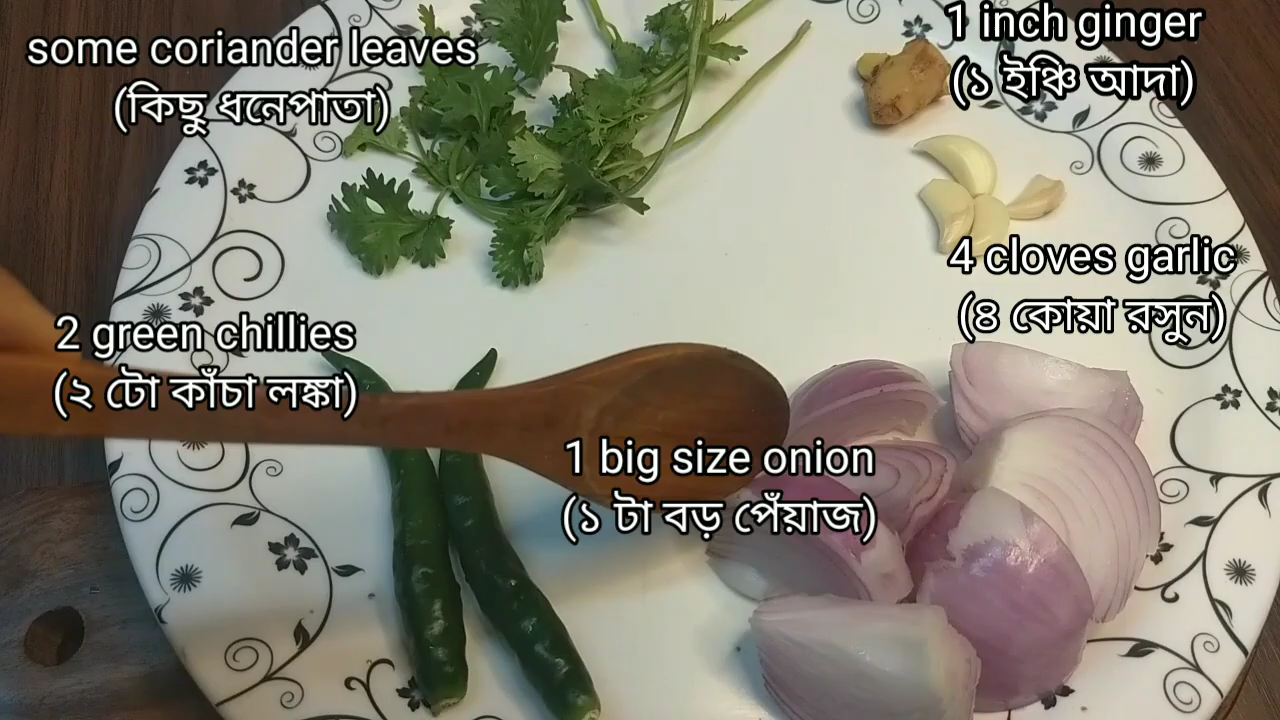 some coriander leaves
(কিছু ধনেপাতা)
1 inch ginger
(১ ইঞ্চি আদা)
4 cloves garlic
(৪ কোয়া রসুন)
2 green chillies
(২ টো কাঁচা লঙ্কা)
1 big size onion
(১ টা বড় পেঁয়াজ)